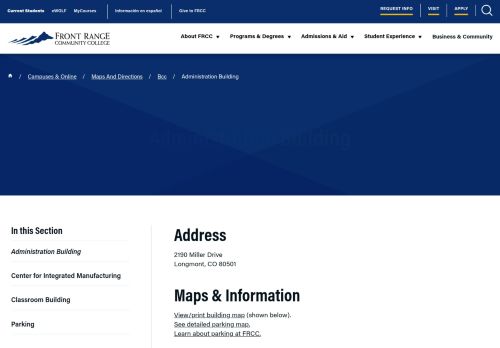 Current Students eWOLF MyCourses Información en español Give to FRCC REQUEST INFO VISIT APPLY
FRONT RANGE
COMMUNITY COLLEGE
About FRCC Programs & Degrees Admissions & Aid Student Experience Business & Community
/ Campuses & Online / Maps And Directions / Bcc / Administration Building
Administration Building
In this Section
Administration Building
Center for Integrated Manufacturing
Classroom Building
Parking
Address
2190 Miller Drive
Longmont, CO 80501
Maps & Information
View/print building map (shown below).
See detailed parking map.
Learn about parking at FRCC.